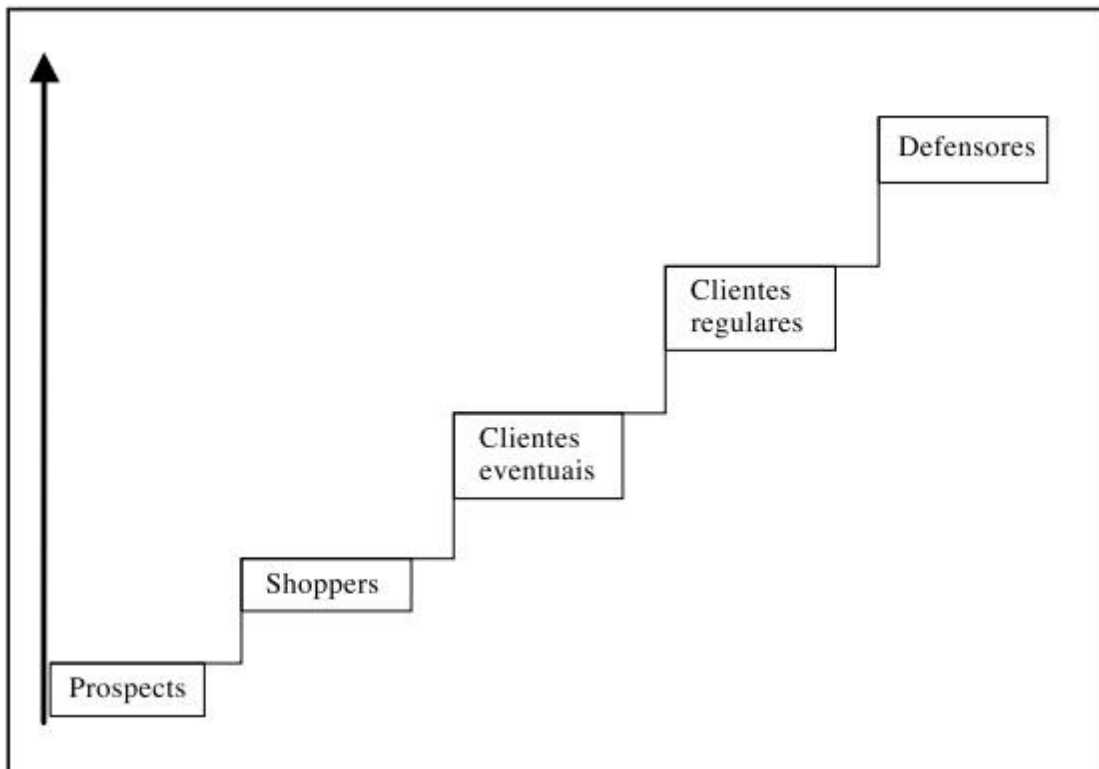 Defensores
Clientes
regulares
Clientes
eventuais
Shoppers
Prospects